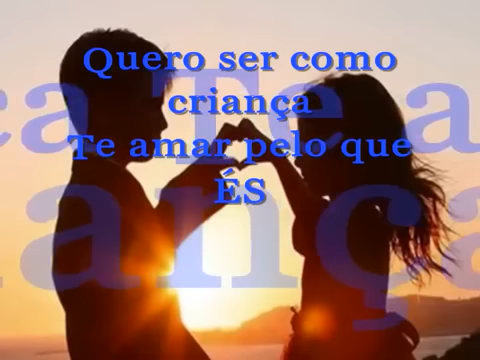 Quero ser como
criança
Te amar pelo que
ÉS